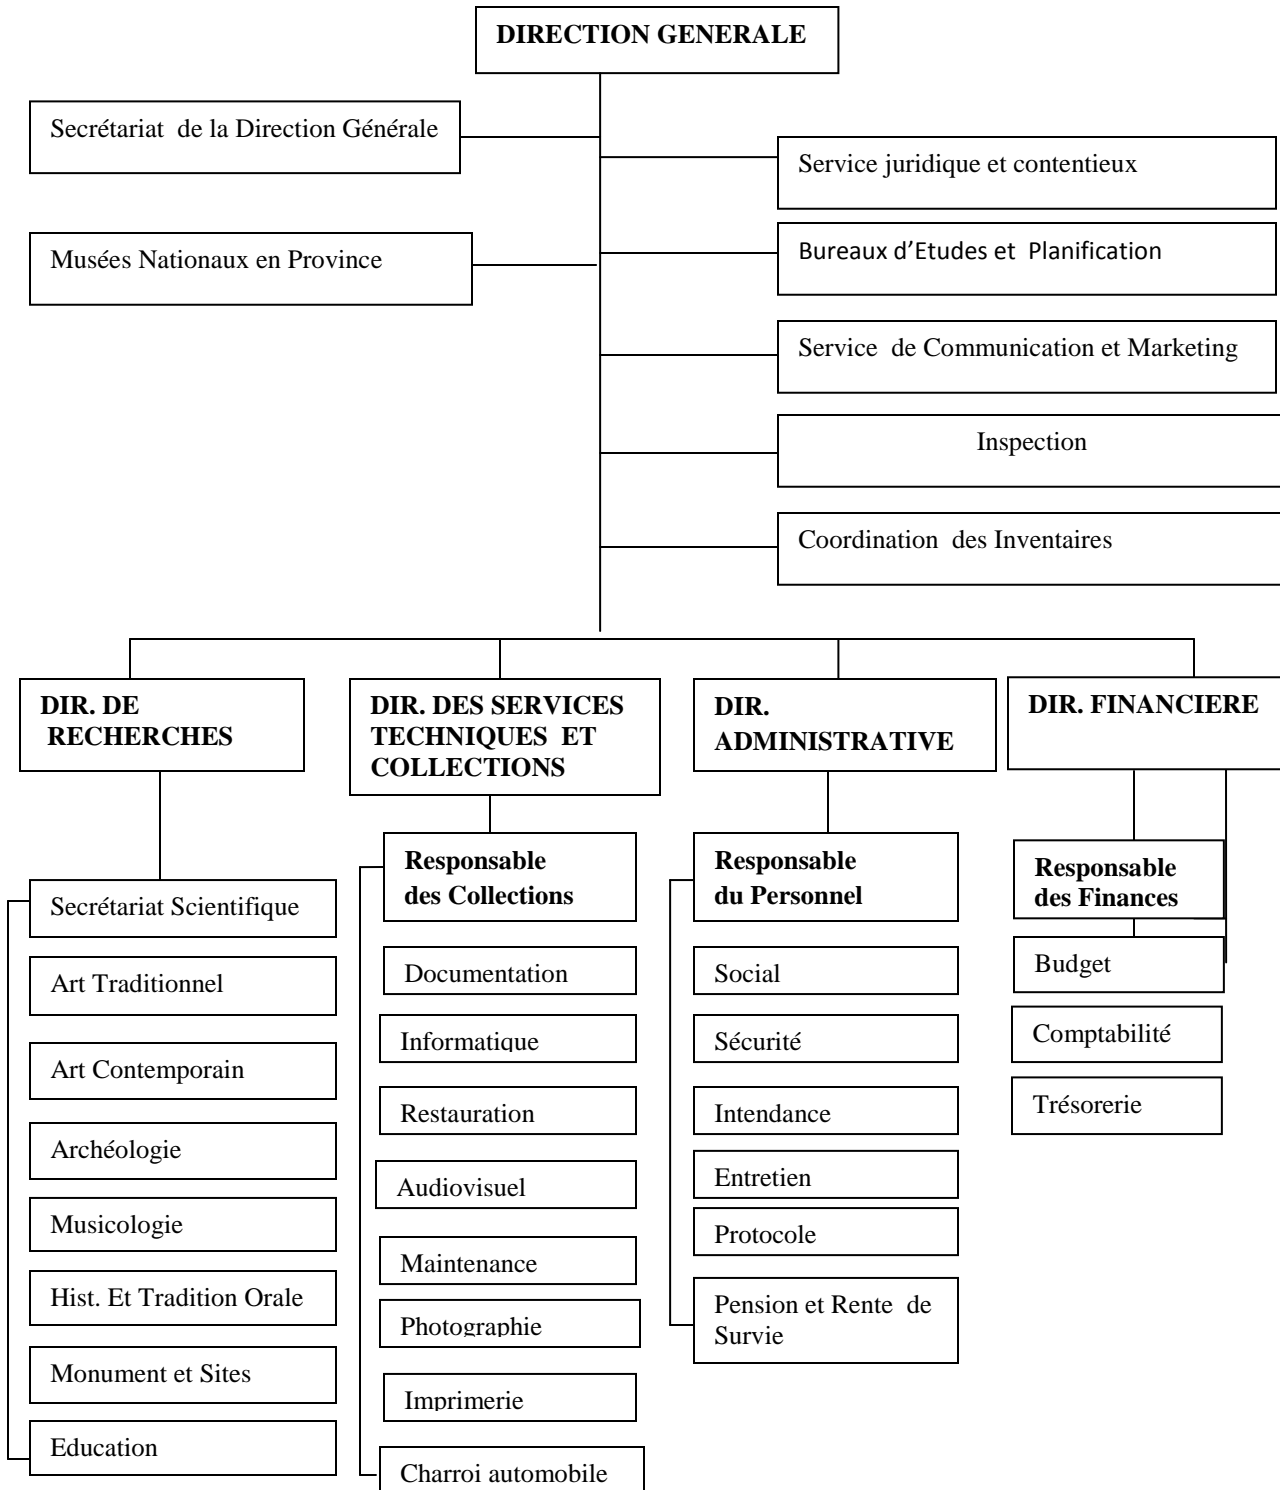 DIRECTION GENERALE
Secrétariat de la Direction Générale
Service juridique et contentieux
Musées Nationaux en Province
Bureaux d’Etudes et Planification
Service de Communication et Marketing
Inspection
Coordination des Inventaires
DIR. DE
RECHERCHES
DIR. DES SERVICES
TECHNIQUES ET
COLLECTIONS
DIR.
ADMINISTRATIVE
DIR. FINANCIERE
Secrétariat Scientifique
Art Traditionnel
Art Contemporain
Archéologie
Musicologie
Hist. Et Tradition Orale
Monument et Sites
Education
Responsable
des Collections
Documentation
Informatique
Restauration
Audiovisuel
Maintenance
Photographie
Imprimerie
Charroi automobile
Responsable
du Personnel
Social
Sécurité
Intendance
Entretien
Protocole
Pension et Rente de
Survie
Responsable
des Finances
Budget
Comptabilité
Trésorerie